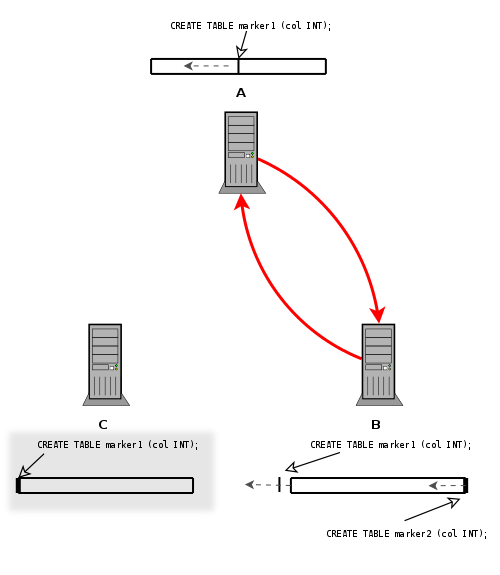 CREATE TABLE marker1 (col INT);
A
C
B
CREATE TABLE marker1 (col INT);
CREATE TABLE marker1 (col INT);
CREATE TABLE marker2 (col INT);